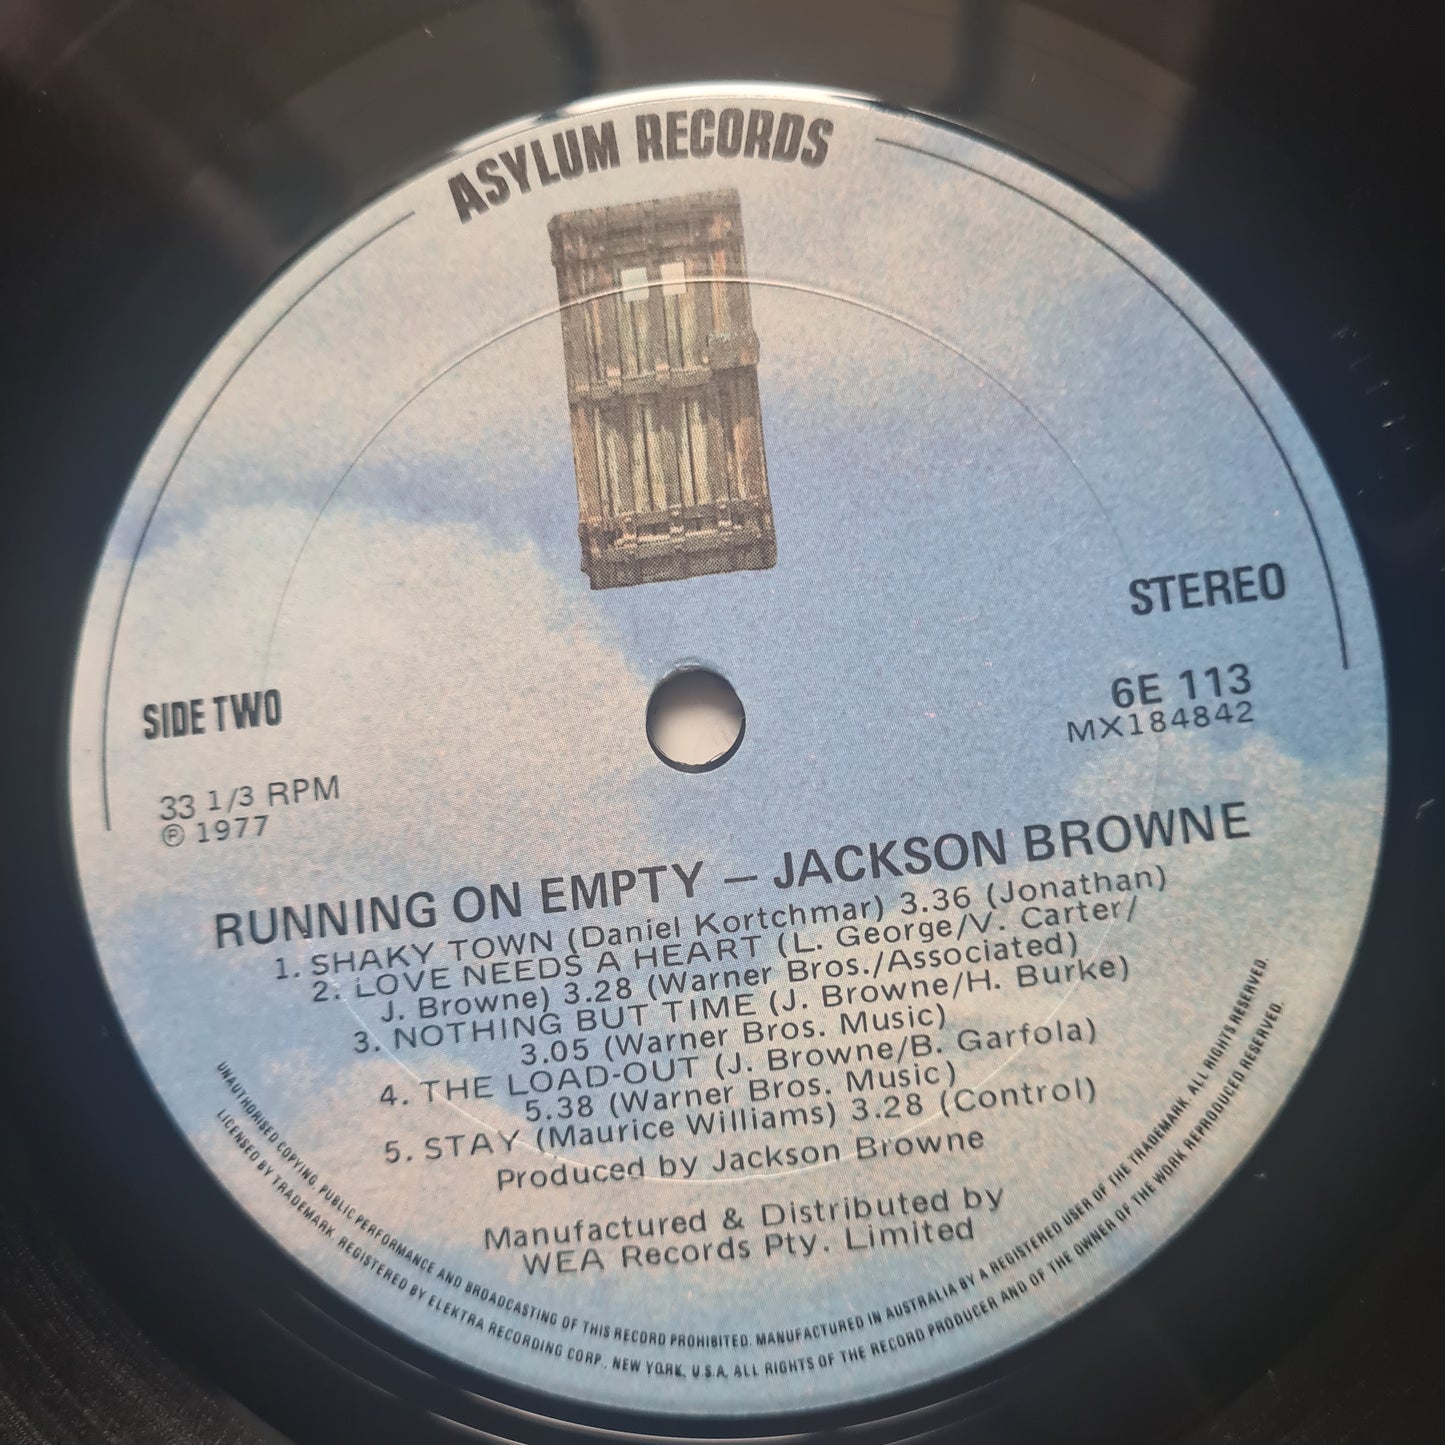 ASYLUM RECORDS
STEREO
6E 113
MX184842
SIDE TWO
33 1/3 RPM
Ⓟ 1977
RUNNING ON EMPTY – JACKSON BROWNE
1. SHAKY TOWN (Daniel Kortchmar) 3.36 (Jonathan)
2. LOVE NEEDS A HEART (L. George/V. Carter/
J. Browne) 3.28 (Warner Bros./Associated)
3. NOTHING BUT TIME (J. Browne/H. Burke)
3.05 (Warner Bros. Music)
4. THE LOAD-OUT (J. Browne/B. Garfola)
5.38 (Warner Bros. Music)
5. STAY (Maurice Williams) 3.28 (Control)
Produced by Jackson Browne
Manufactured & Distributed by
WEA Records Pty. Limited
UNAUTHORISED COPYING, PUBLIC PERFORMANCE AND BROADCASTING OF THIS RECORD PROHIBITED. MANUFACTURED IN AUSTRALIA BY A REGISTERED USER OF THE TRADEMARK. ALL RIGHTS RESERVED.
LICENSED BY TRADEMARK. REGISTERED BY ELEKTRA RECORDING CORP., NEW YORK, U.S.A. ALL RIGHTS OF THE RECORD PRODUCER AND OF THE OWNER OF THE WORK REPRODUCED RESERVED.